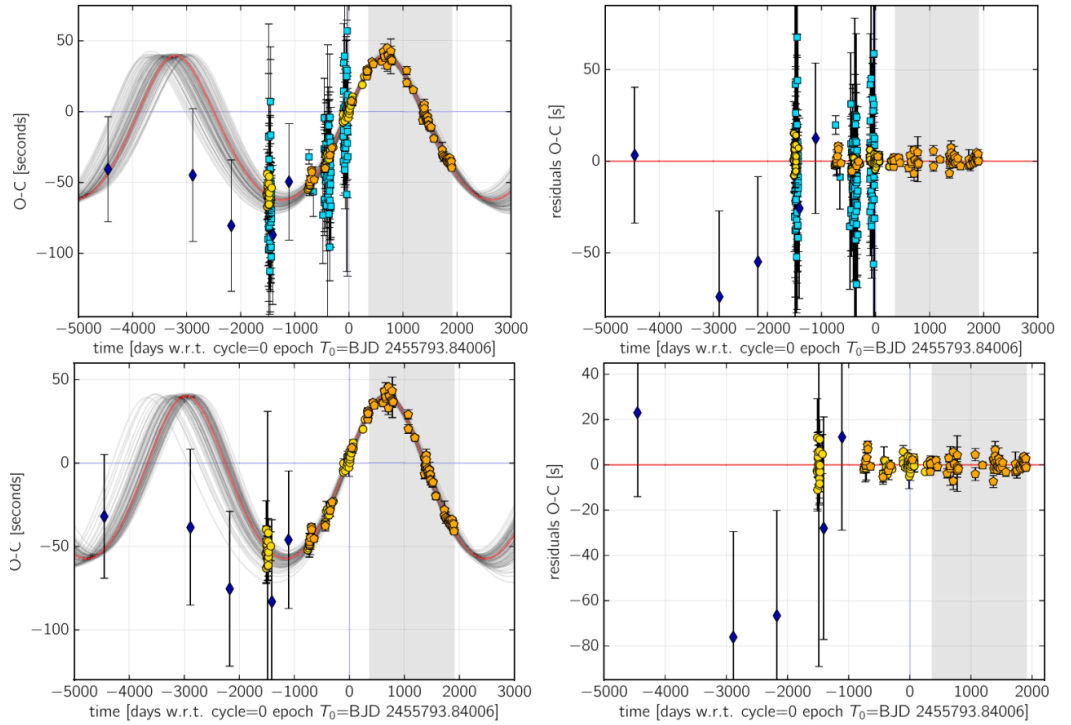 50
0
−50
−100
O-C [seconds]
−5000 −4000 −3000 −2000 −1000 0 1000 2000 3000
time [days w.r.t. cycle=0 epoch T₀=BJD 2455793.84006]
50
0
−50
residuals O-C [s]
−5000 −4000 −3000 −2000 −1000 0 1000 2000
time [days w.r.t. cycle=0 epoch T₀=BJD 2455793.84006]
50
0
−50
−100
O-C [seconds]
−5000 −4000 −3000 −2000 −1000 0 1000 2000 3000
time [days w.r.t. cycle=0 epoch T₀=BJD 2455793.84006]
40
20
0
−20
−40
−60
−80
residuals O-C [s]
−5000 −4000 −3000 −2000 −1000 0 1000 2000
time [days w.r.t. cycle=0 epoch T₀=BJD 2455793.84006]